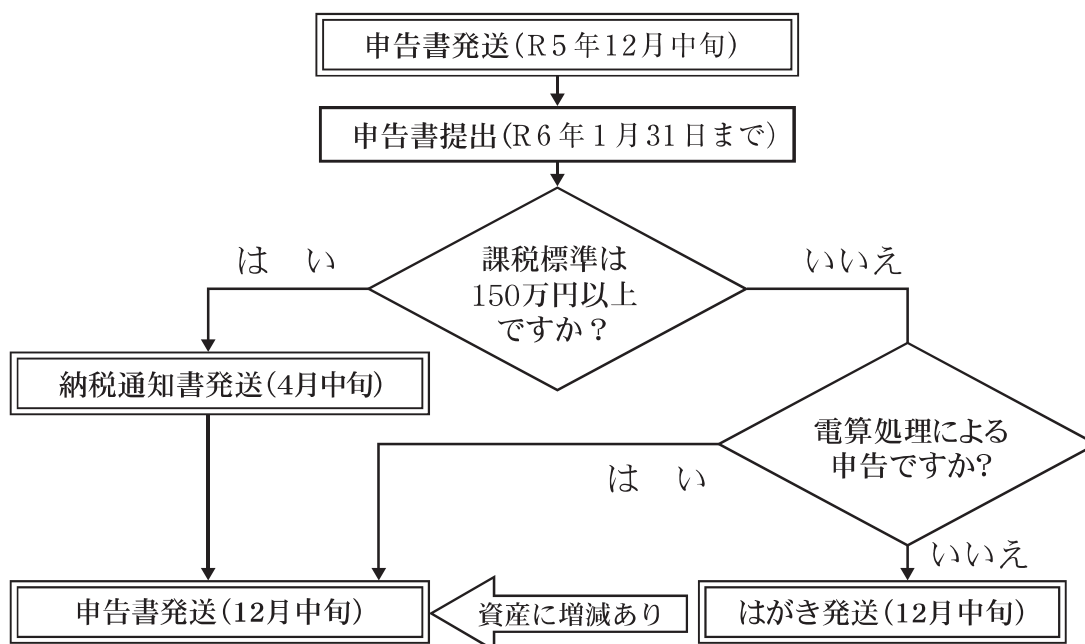 申告書発送(R5年12月中旬)
申告書提出(R6年1月31日まで)
課税標準は
150万円以上
ですか?
は い
いいえ
納税通知書発送(4月中旬)
電算処理による
申告ですか?
は い
いいえ
申告書発送(12月中旬)
資産に増減あり
はがき発送(12月中旬)